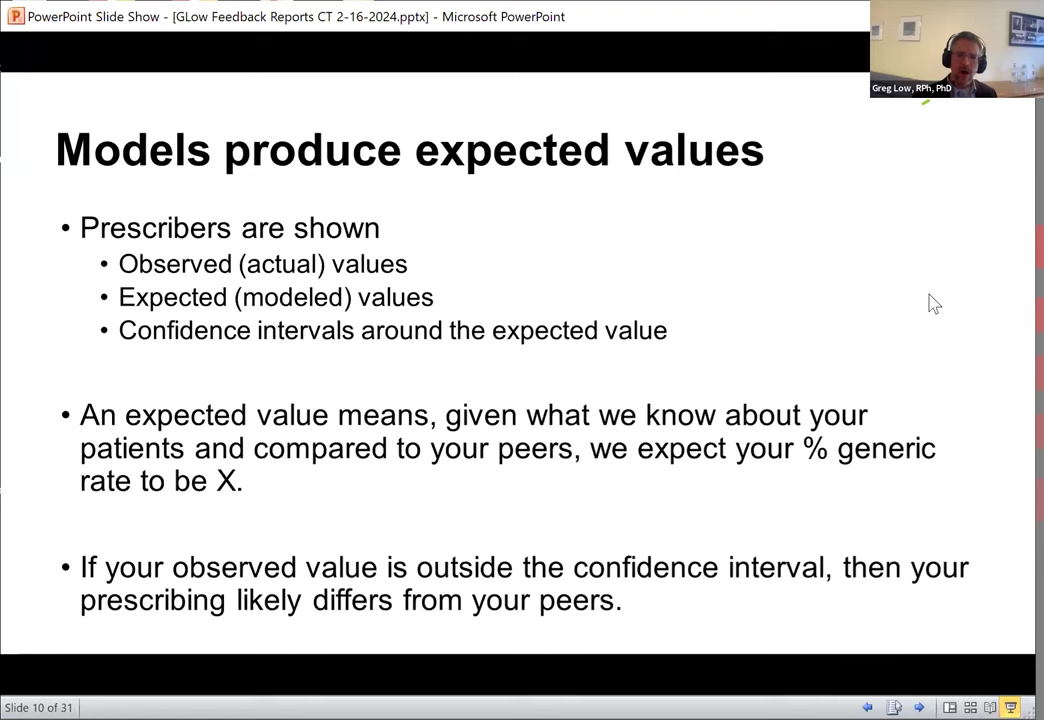 PowerPoint Slide Show - [GLow Feedback Reports CT 2-16-2024.pptx] - Microsoft PowerPoint
Greg Low, RPh, PhD
Models produce expected values
• Prescribers are shown
• Observed (actual) values
• Expected (modeled) values
• Confidence intervals around the expected value
• An expected value means, given what we know about your
patients and compared to your peers, we expect your % generic
rate to be X.
• If your observed value is outside the confidence interval, then your
prescribing likely differs from your peers.
Slide 10 of 31